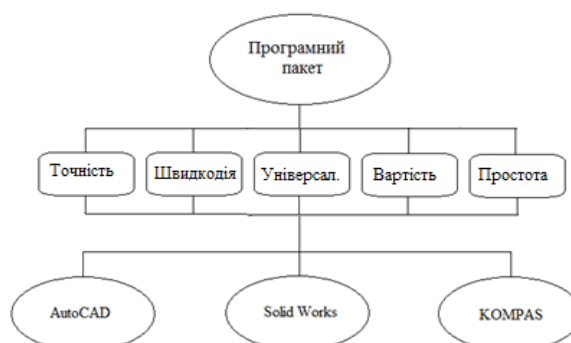 Програмний
пакет
Точність
Швидкодія
Універсал.
Вартість
Простота
AutoCAD
Solid Works
KOMPAS